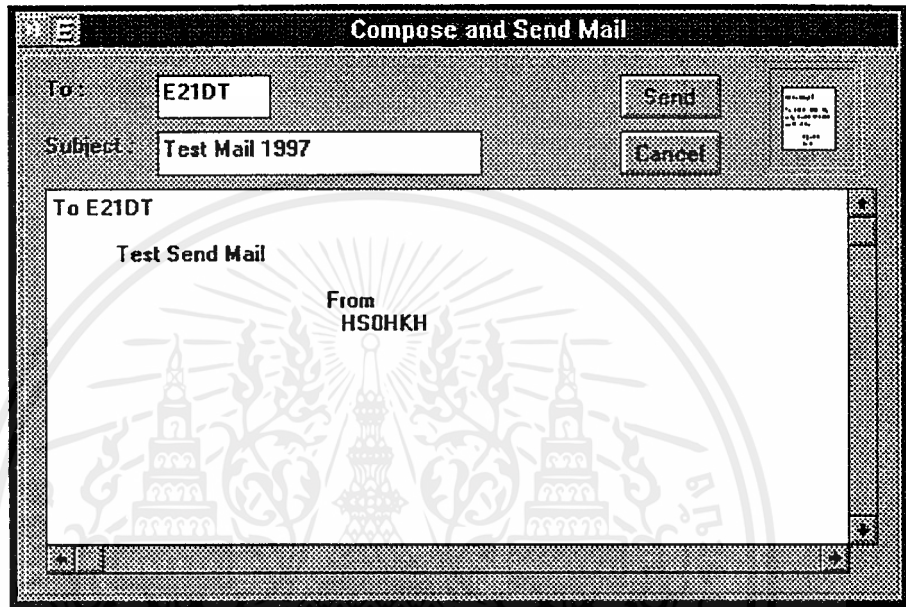 Compose and Send Mail
To :
E21DT
Send
Subject :
Test Mail 1997
Cancel
To E21DT
Test Send Mail
From
HS0HKH